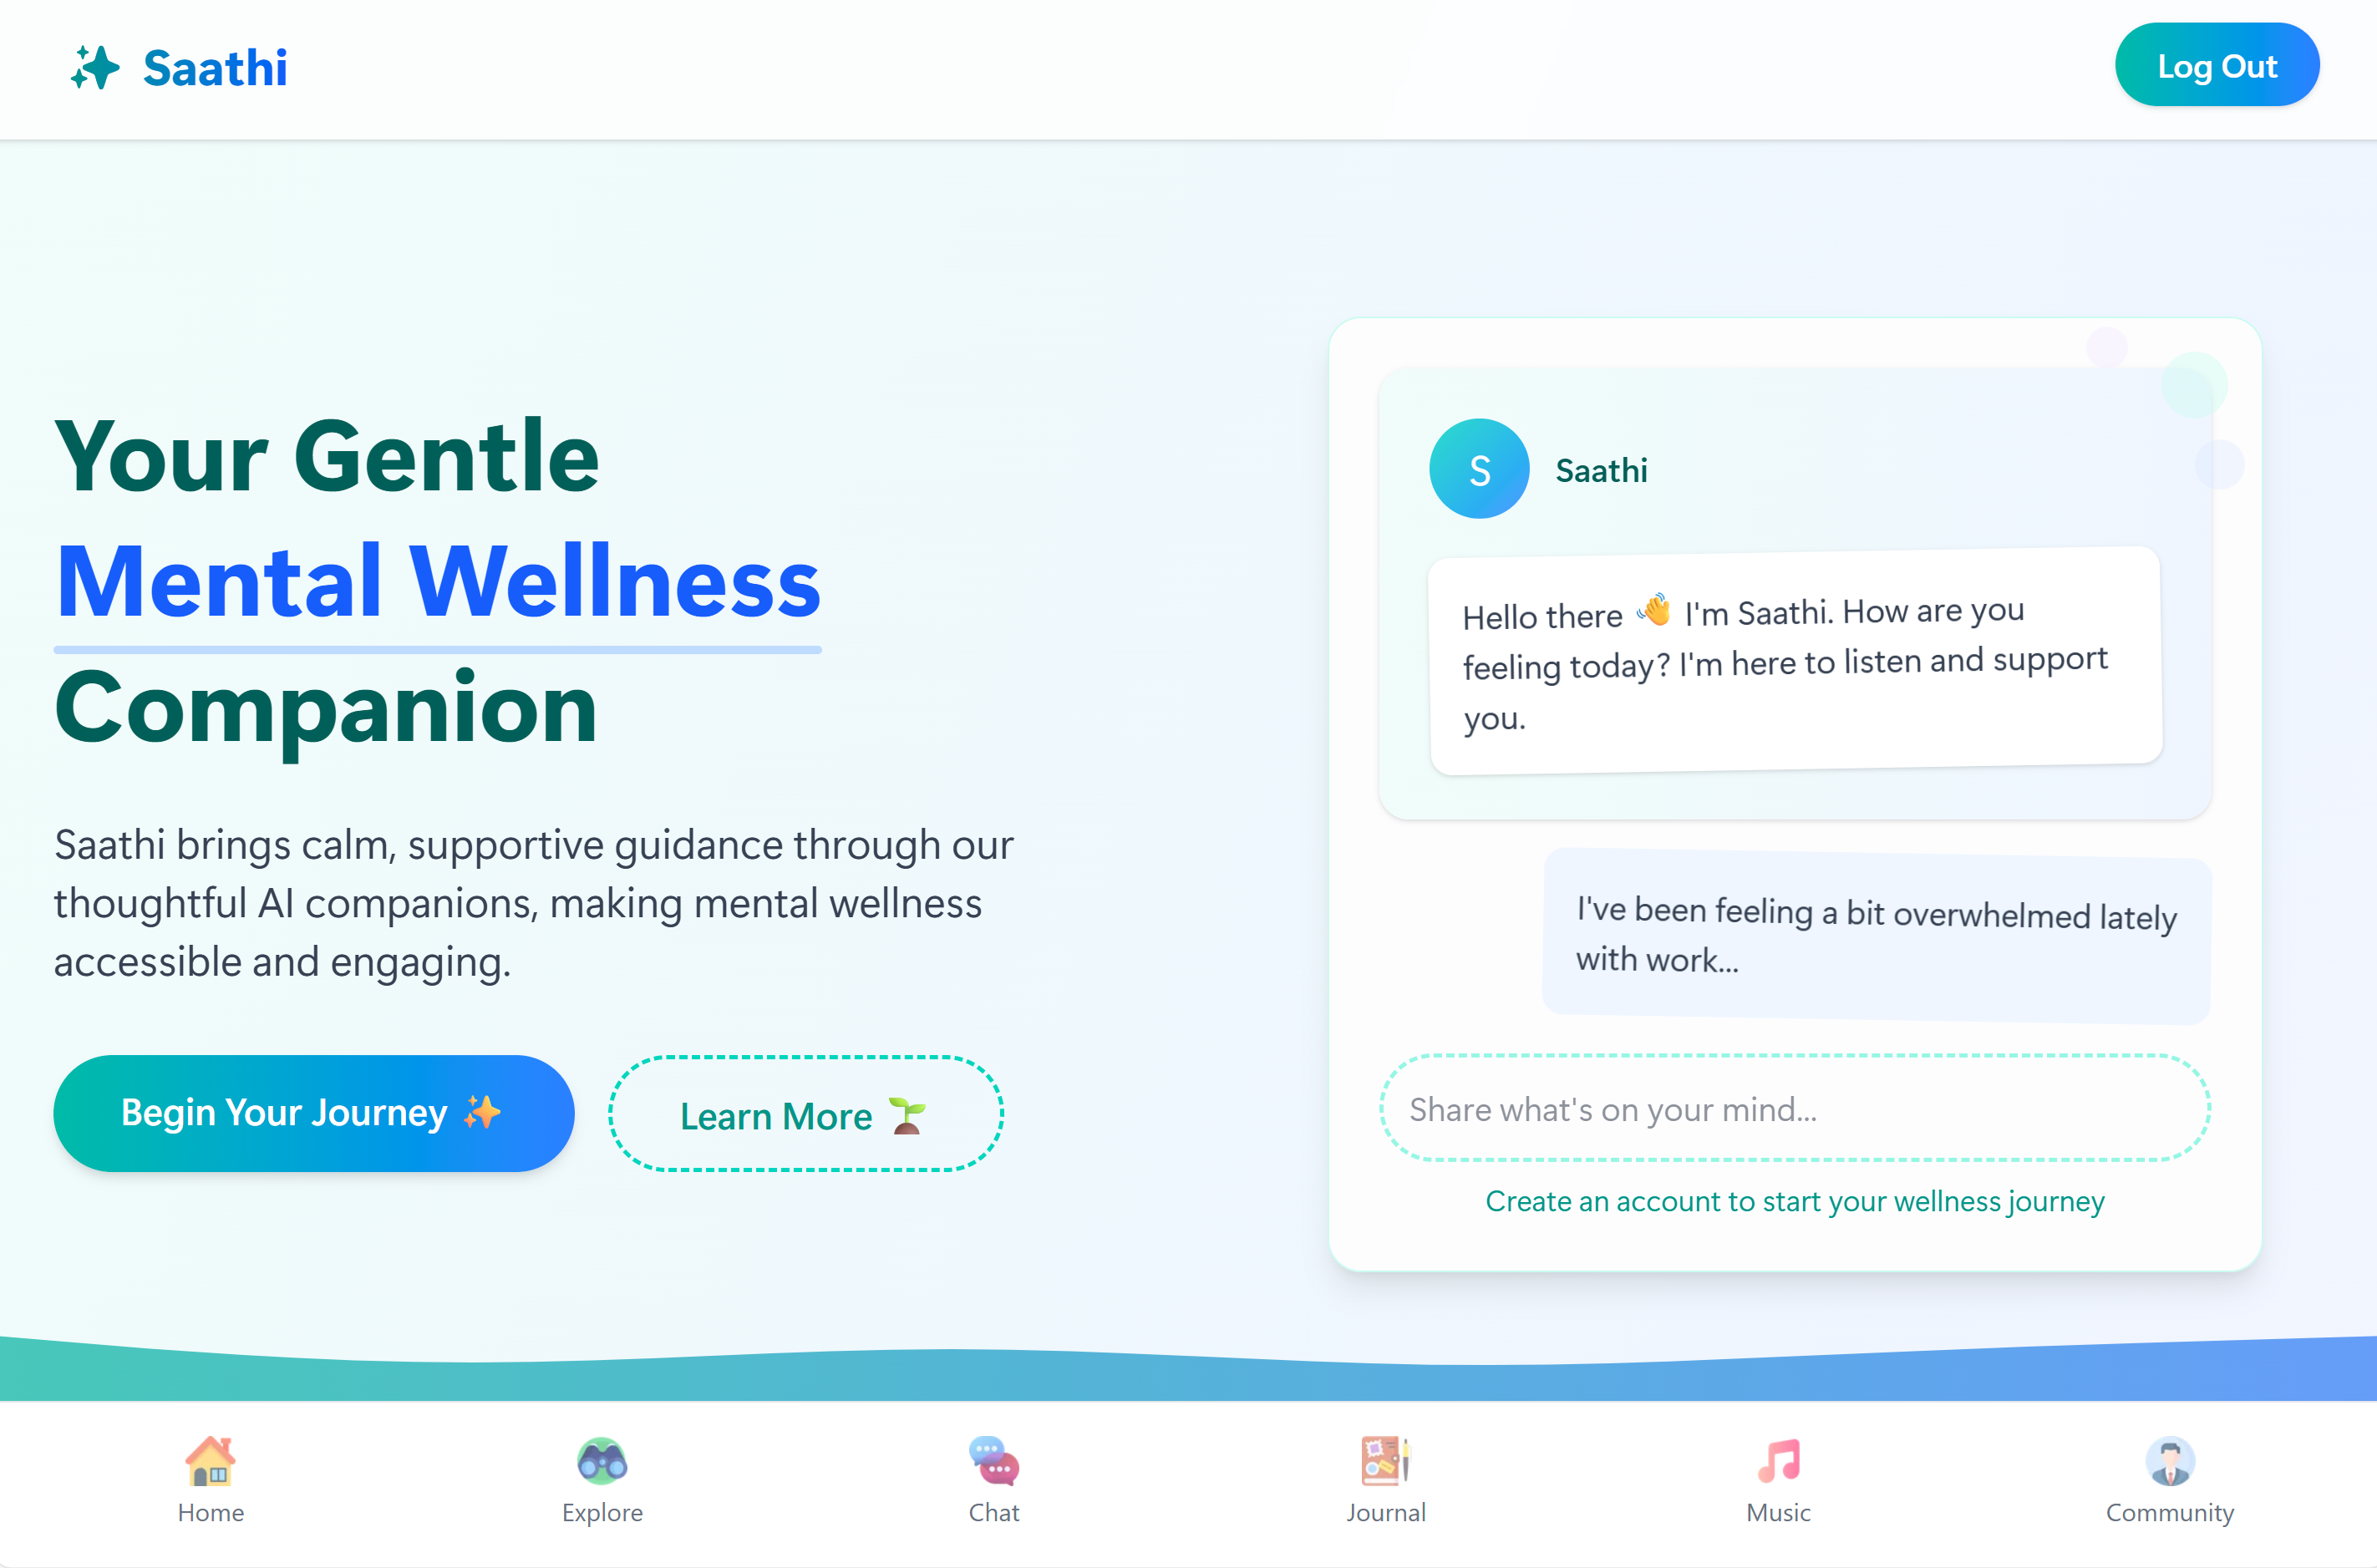 Saathi
Log Out
Your Gentle
Mental Wellness
Companion
Saathi brings calm, supportive guidance through our
thoughtful AI companions, making mental wellness
accessible and engaging.
Begin Your Journey ✨
Learn More 🌱
S
Saathi
Hello there 👋 I'm Saathi. How are you
feeling today? I'm here to listen and support
you.
I've been feeling a bit overwhelmed lately
with work...
Share what's on your mind...
Create an account to start your wellness journey
Home
Explore
Chat
Journal
Music
Community